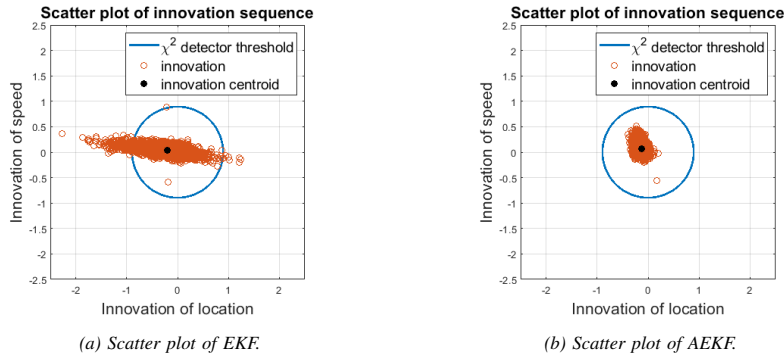 Scatter plot of innovation sequence
2.5
2
1.5
1
0.5
0
-0.5
-1
-1.5
-2
-2.5
Innovation of speed
χ² detector threshold
innovation
innovation centroid
-2 -1 0 1 2
Innovation of location
(a) Scatter plot of EKF.
Scatter plot of innovation sequence
2.5
2
1.5
1
0.5
0
-0.5
-1
-1.5
-2
-2.5
Innovation of speed
χ² detector threshold
innovation
innovation centroid
-2 -1 0 1 2
Innovation of location
(b) Scatter plot of AEKF.